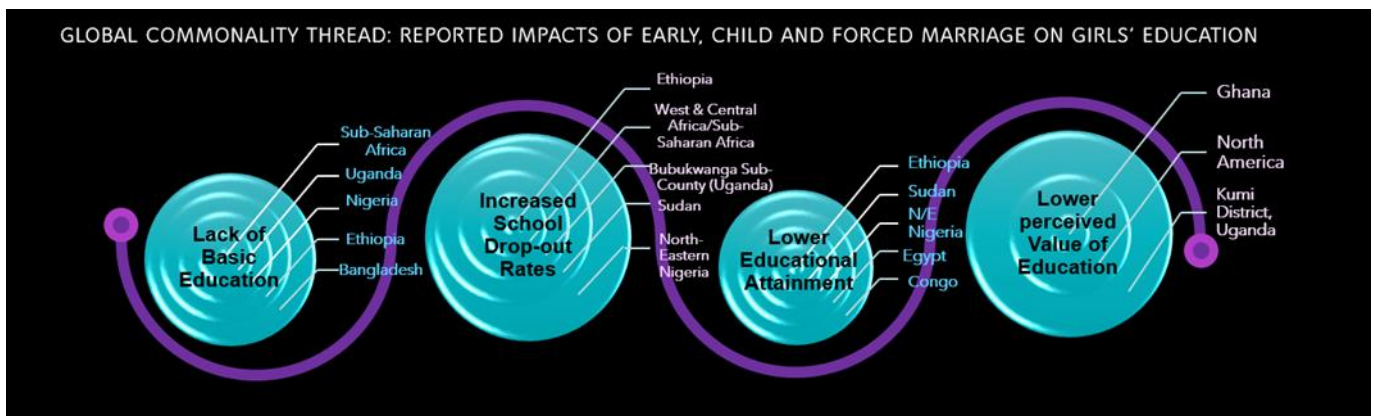 GLOBAL COMMONALITY THREAD: REPORTED IMPACTS OF EARLY, CHILD AND FORCED MARRIAGE ON GIRLS' EDUCATION
Lack of
Basic
Education
Sub-Saharan
Africa
Uganda
Nigeria
Ethiopia
Bangladesh
Increased
School
Drop-out
Rates
Ethiopia
West & Central
Africa/Sub-
Saharan Africa
Bubukwanga Sub-
County (Uganda)
Sudan
North-
Eastern
Nigeria
Lower
Educational
Attainment
Ethiopia
Sudan
N/E
Nigeria
Egypt
Congo
Lower
perceived
Value of
Education
Ghana
North
America
Kumi
District,
Uganda